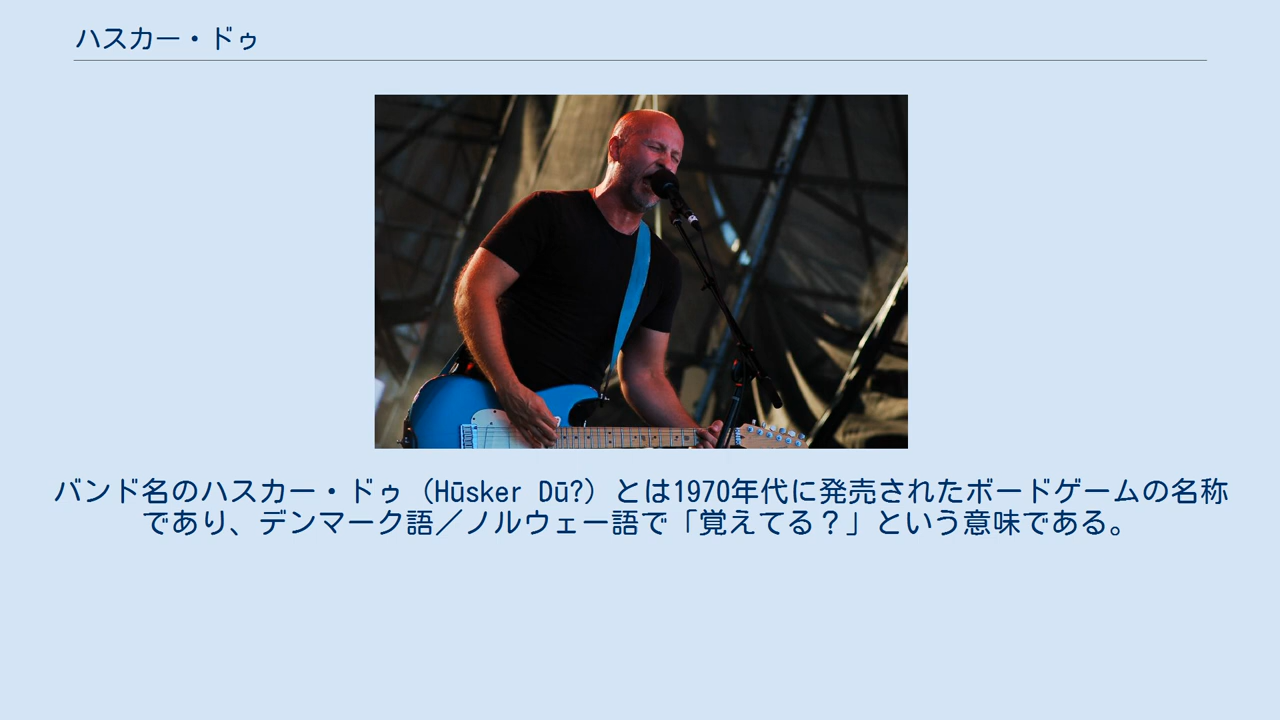 ハスカー・ドゥ
バンド名のハスカー・ドゥ（Hūsker Dū?）とは1970年代に発売されたボードゲームの名称
であり、デンマーク語／ノルウェー語で「覚えてる？」という意味である。